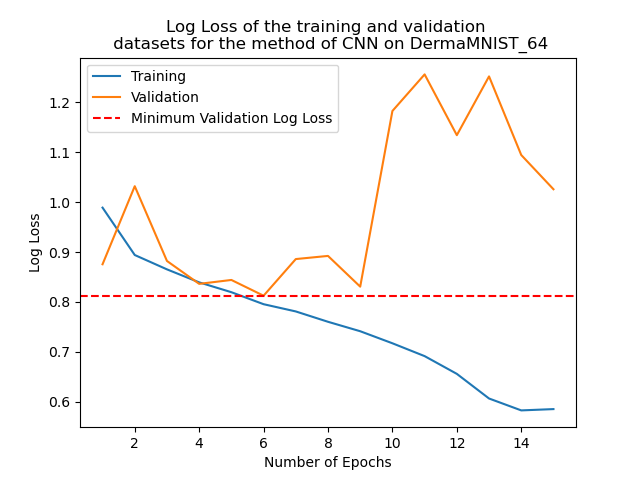 Log Loss of the training and validation
datasets for the method of CNN on DermaMNIST_64
Training
Validation
Minimum Validation Log Loss
Log Loss
1.2
1.1
1.0
0.9
0.8
0.7
0.6
2 4 6 8 10 12 14
Number of Epochs